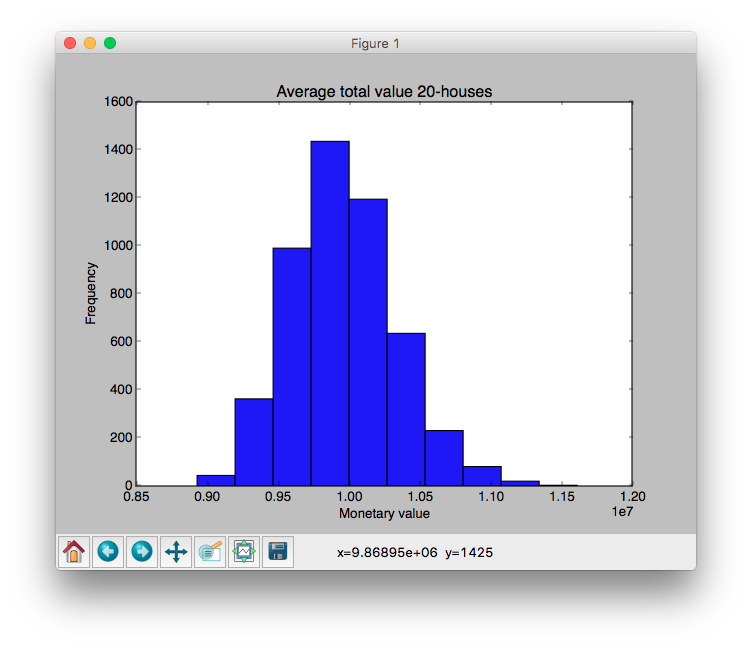 Figure 1
Average total value 20-houses
1600
1400
1200
1000
800
600
400
200
0
Frequency
0.85 0.90 0.95 1.00 1.05 1.10 1.15 1.20
1e7
Monetary value
x=9.86895e+06 y=1425